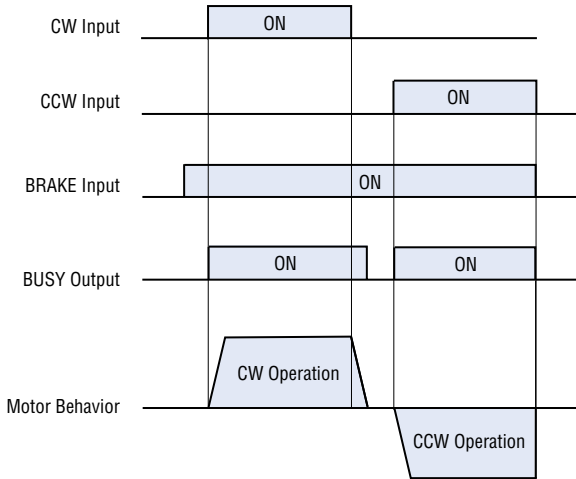 CW Input
ON
CCW Input
ON
BRAKE Input
ON
BUSY Output
ON
ON
Motor Behavior
CW Operation
CCW Operation